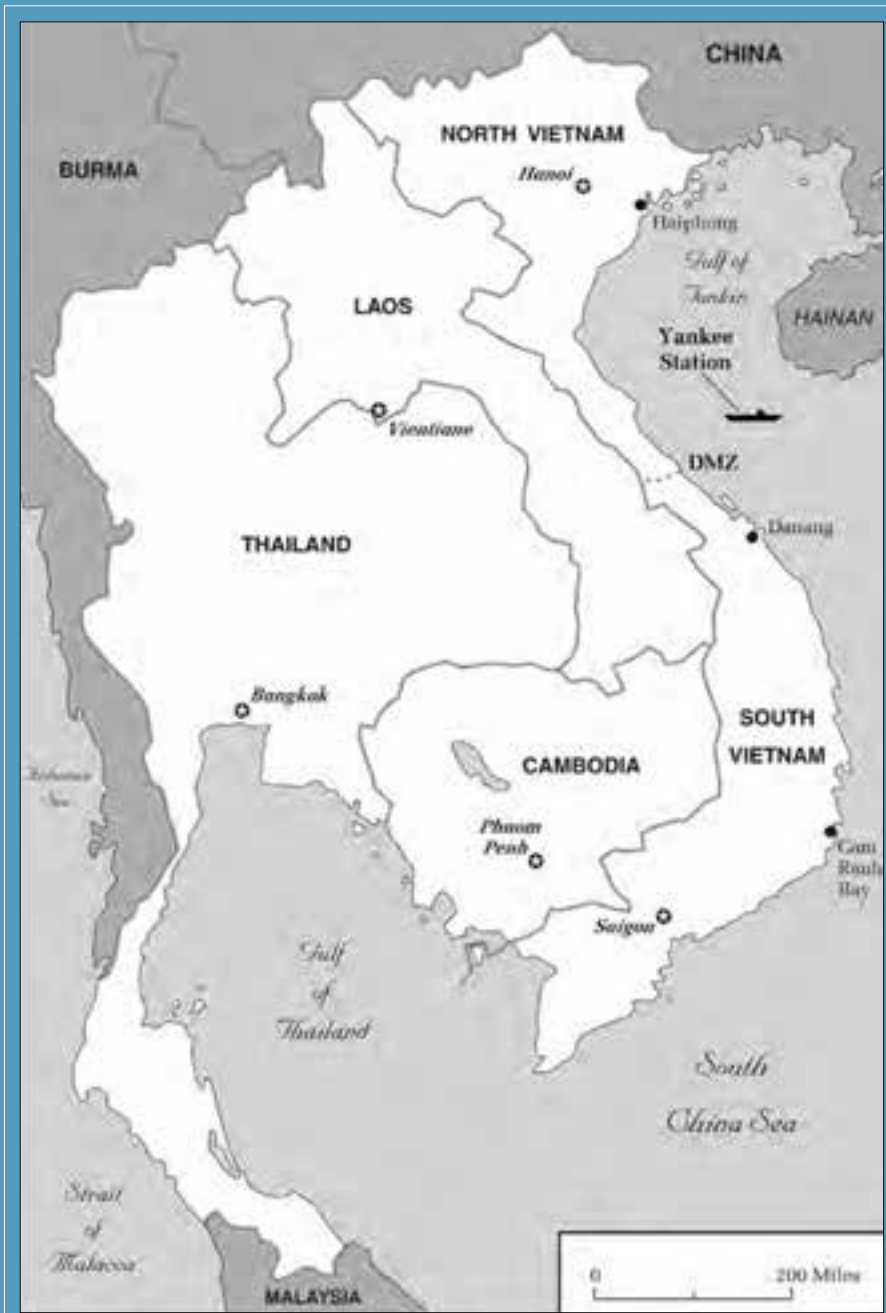 CHINA
NORTH VIETNAM
BURMA
Hanoi
Haiphong
Gulf of
Tonkin
LAOS
HAINAN
Yankee
Station
Vientiane
DMZ
Danang
THAILAND
Bangkok
SOUTH
VIETNAM
CAMBODIA
Phnom
Penh
Cam
Ranh
Bay
Saigon
Gulf
of
Thailand
South
China Sea
Strait
of
Malacca
MALAYSIA
0
200 Miles